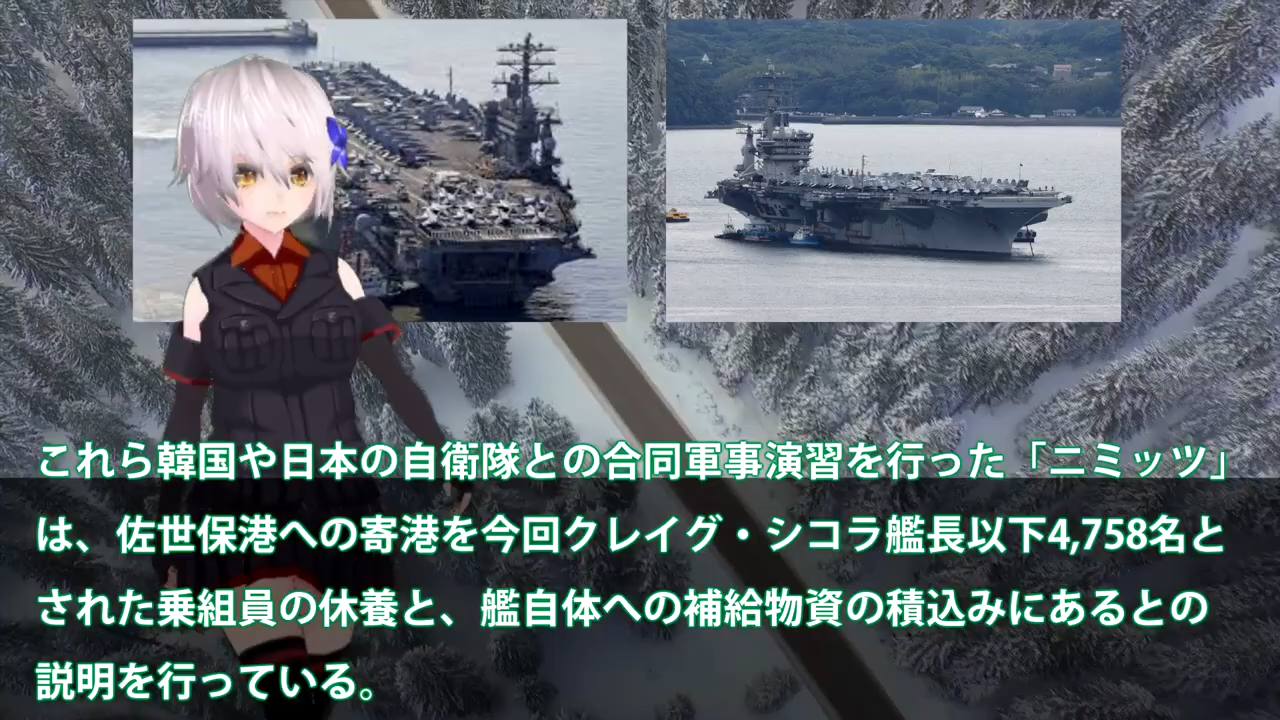 これら韓国や日本の自衛隊との合同軍事演習を行った「ニミッツ」
は、佐世保港への寄港を今回クレイグ・シコラ艦長以下4,758名と
された乗組員の休養と、艦自体への補給物資の積込みにあるとの
説明を行っている。